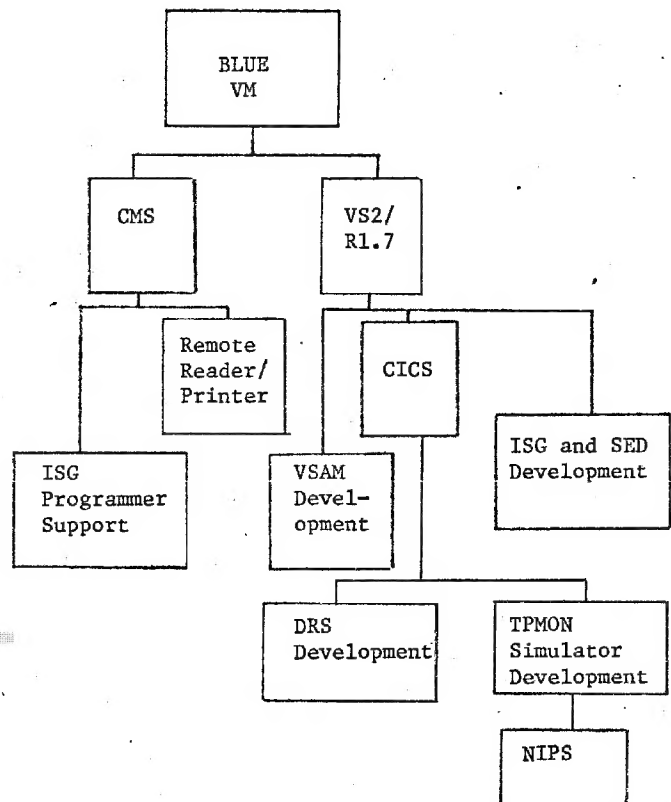 BLUE
VM
CMS
VS2/
R1.7
Remote
Reader/
Printer
CICS
ISG and SED
Development
ISG
Programmer
Support
VSAM
Devel-
opment
DRS
Development
TPMON
Simulator
Development
NIPS